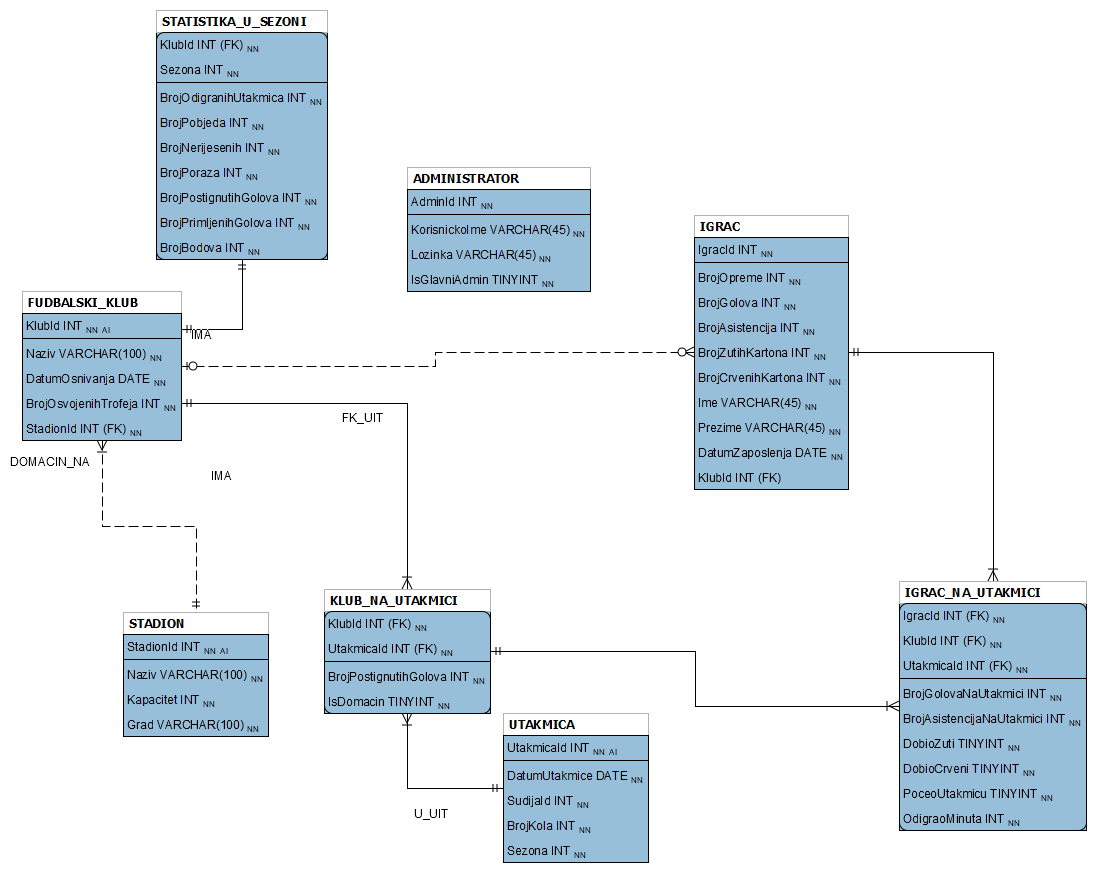 STATISTIKA_U_SEZONI
KlubId INT (FK) NN
Sezona INT NN
BrojOdigranihUtakmica INT NN
BrojPobjeda INT NN
BrojNerijesenih INT NN
BrojPoraza INT NN
BrojPostignutihGolova INT NN
BrojPrimljenihGolova INT NN
BrojBodova INT NN
ADMINISTRATOR
AdminId INT NN
KorisnickoIme VARCHAR(45) NN
Lozinka VARCHAR(45) NN
IsGlavniAdmin TINYINT NN
IGRAC
IgracId INT NN
BrojOpreme INT NN
BrojGolova INT NN
BrojAsistencija INT NN
BrojZutihKartona INT NN
BrojCrvenihKartona INT NN
Ime VARCHAR(45) NN
Prezime VARCHAR(45) NN
DatumZaposlenja DATE NN
KlubId INT (FK)
FUDBALSKI_KLUB
KlubId INT NN AI
Naziv VARCHAR(100) NN
DatumOsnivanja DATE NN
BrojOsvojenihTrofeja INT NN
StadionId INT (FK) NN
IMA
FK_UIT
DOMACIN_NA
IMA
STADION
StadionId INT NN AI
Naziv VARCHAR(100) NN
Kapacitet INT NN
Grad VARCHAR(100) NN
KLUB_NA_UTAKMICI
KlubId INT (FK) NN
UtakmicaId INT (FK) NN
BrojPostignutihGolova INT NN
IsDomacin TINYINT NN
U_UIT
UTAKMICA
UtakmicaId INT NN AI
DatumUtakmice DATE NN
SudijaId INT NN
BrojKola INT NN
Sezona INT NN
IGRAC_NA_UTAKMICI
IgracId INT (FK) NN
KlubId INT (FK) NN
UtakmicaId INT (FK) NN
BrojGolovaNaUtakmici INT NN
BrojAsistencijaNaUtakmici INT NN
DobioZuti TINYINT NN
DobioCrveni TINYINT NN
PoceoUtakmicu TINYINT NN
OdigraoMinuta INT NN